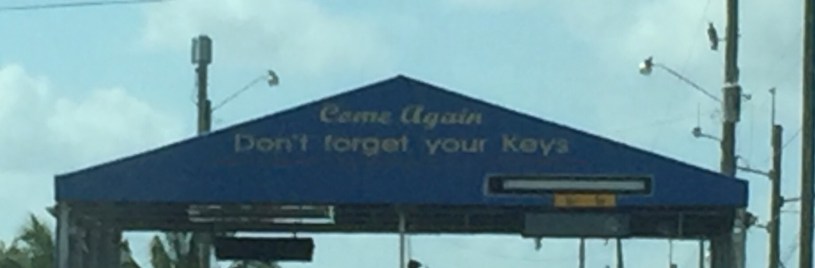 Come Again
Don't forget your Keys